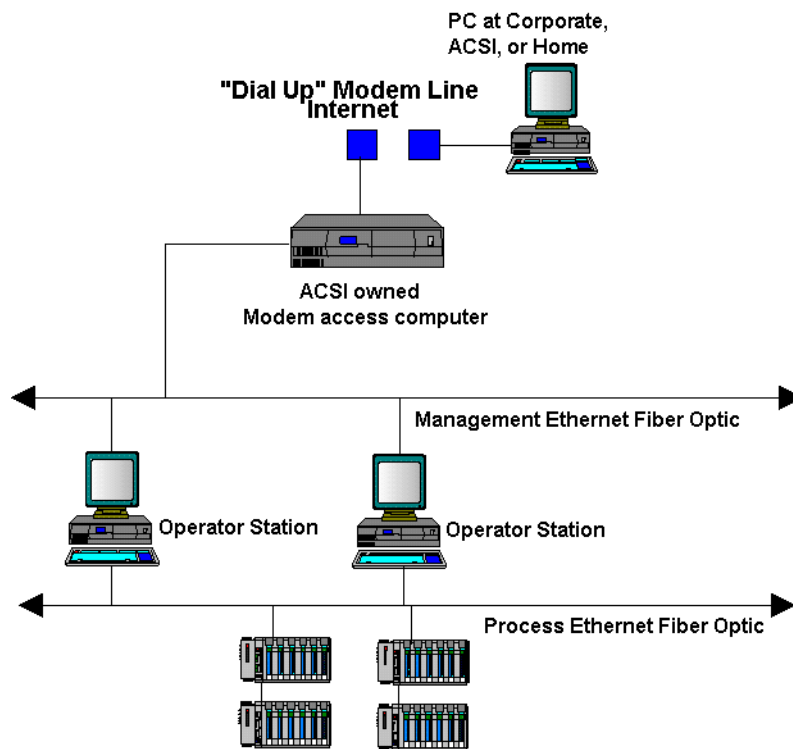 PC at Corporate,
ACSI, or Home
"Dial Up" Modem Line
Internet
ACSI owned
Modem access computer
Management Ethernet Fiber Optic
Operator Station
Operator Station
Process Ethernet Fiber Optic